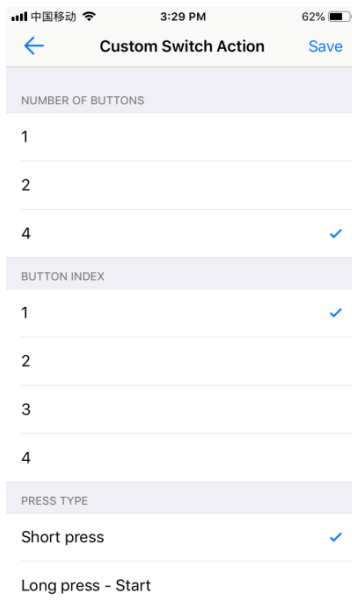 中国移动 3:29 PM 62%
Custom Switch Action Save
NUMBER OF BUTTONS
1
2
4
BUTTON INDEX
1
2
3
4
PRESS TYPE
Short press
Long press - Start